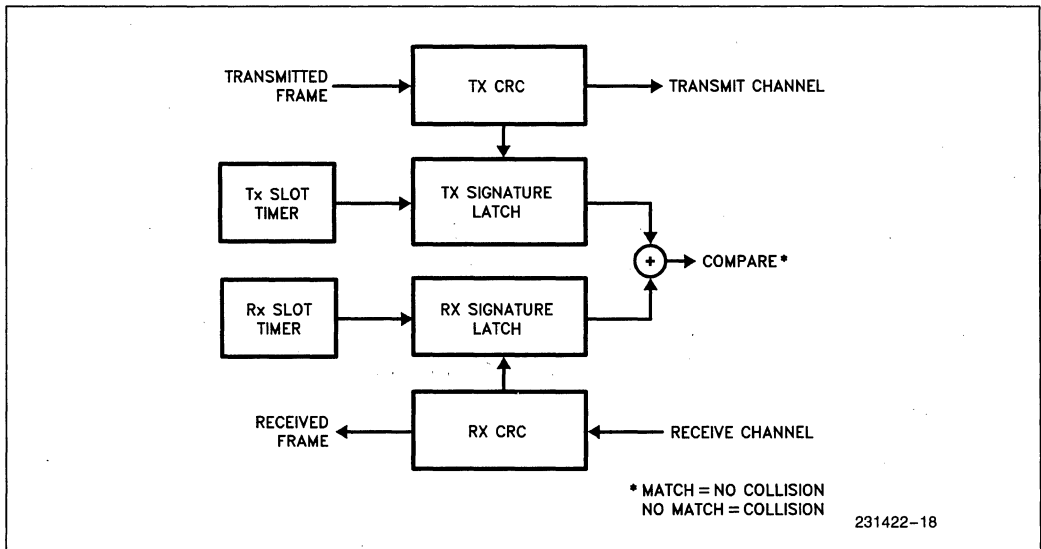 TRANSMITTED
FRAME
TX CRC
TRANSMIT CHANNEL
Tx SLOT
TIMER
TX SIGNATURE
LATCH
+
COMPARE*
Rx SLOT
TIMER
RX SIGNATURE
LATCH
RECEIVED
FRAME
RX CRC
RECEIVE CHANNEL
* MATCH = NO COLLISION
NO MATCH = COLLISION
231422-18